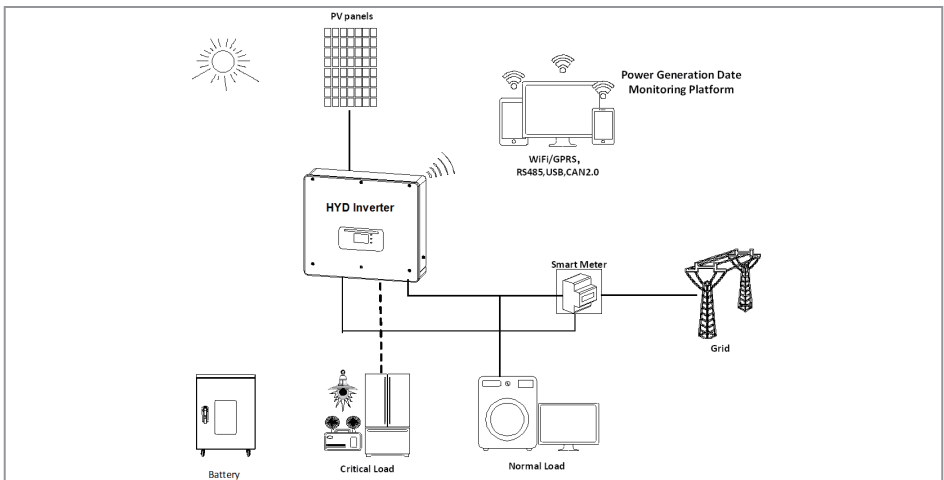 PV panels
Power Generation Date
Monitoring Platform
WiFi/GPRS,
RS485,USB,CAN2.0
HYD Inverter
Smart Meter
Grid
Battery
Critical Load
Normal Load